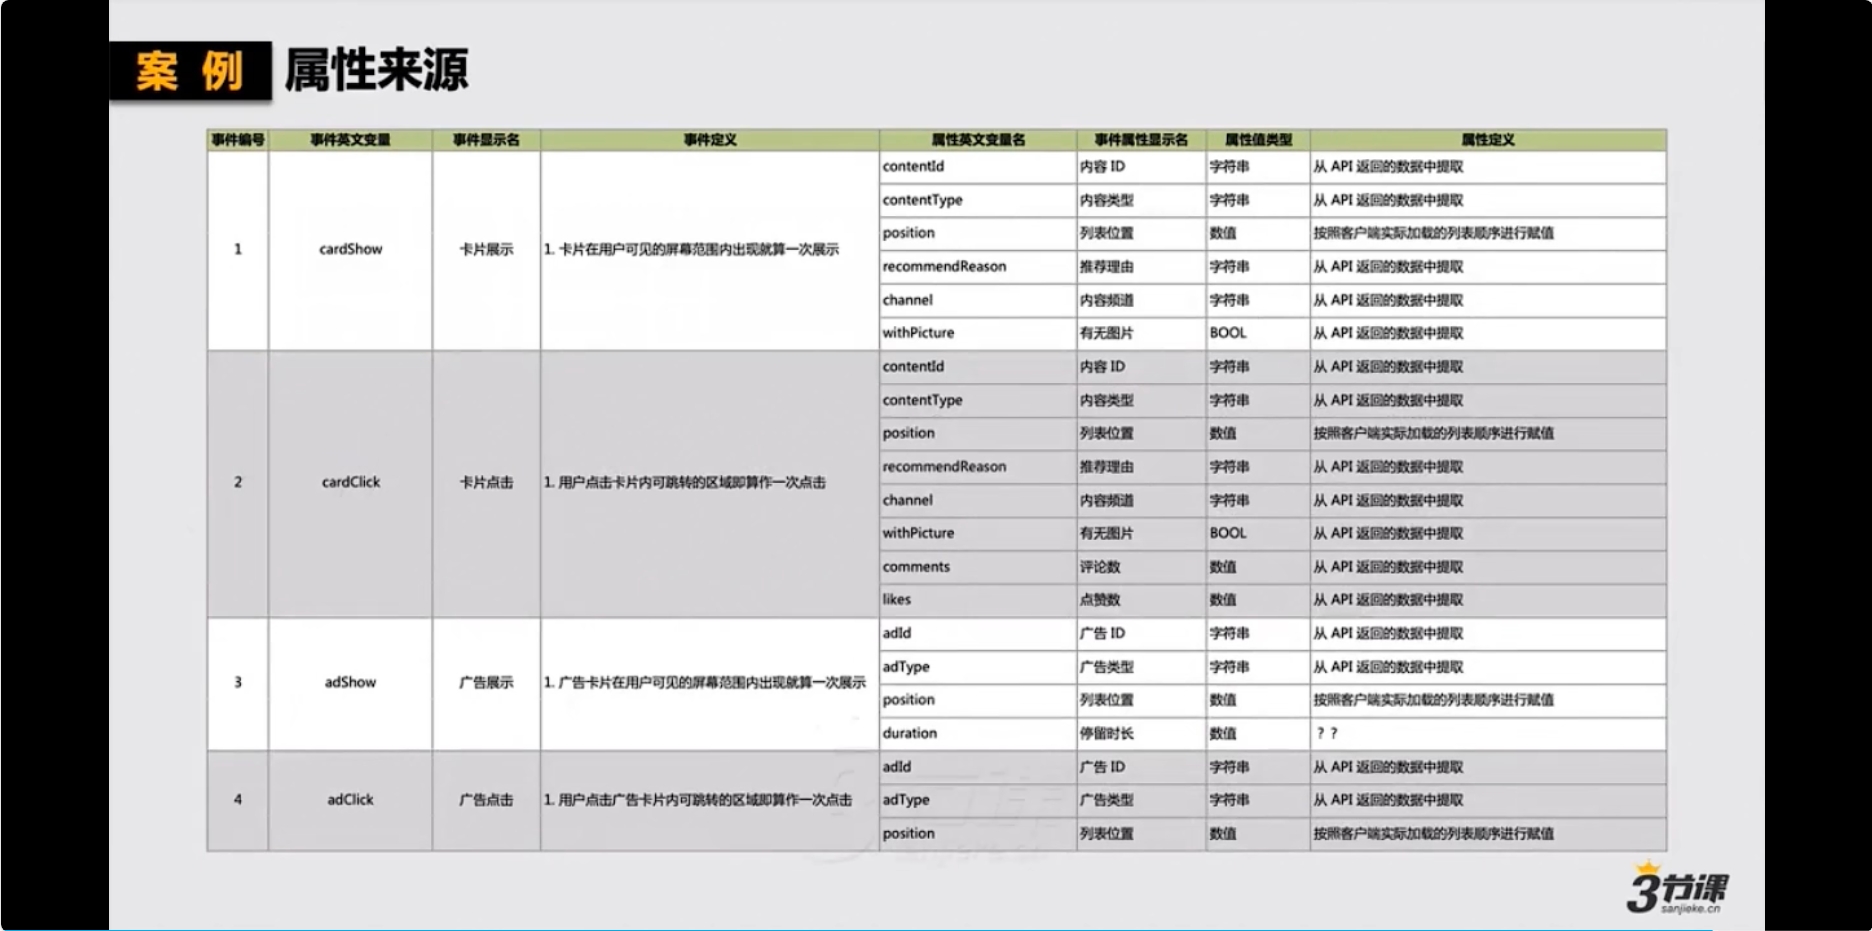 案 例 属性来源
事件编号 事件英文变量 事件显示名 事件定义 属性英文变量名 事件属性显示名 属性值类型 属性定义
1 cardShow 卡片展示 1. 卡片在用户可见的屏幕范围内出现就算一次展示
contentId 内容 ID 字符串 从 API 返回的数据中提取
contentType 内容类型 字符串 从 API 返回的数据中提取
position 列表位置 数值 按照客户端实际加载的列表顺序进行赋值
recommendReason 推荐理由 字符串 从 API 返回的数据中提取
channel 内容频道 字符串 从 API 返回的数据中提取
withPicture 有无图片 BOOL 从 API 返回的数据中提取
2 cardClick 卡片点击 1. 用户点击卡片内可跳转的区域即算作一次点击
contentId 内容 ID 字符串 从 API 返回的数据中提取
contentType 内容类型 字符串 从 API 返回的数据中提取
position 列表位置 数值 按照客户端实际加载的列表顺序进行赋值
recommendReason 推荐理由 字符串 从 API 返回的数据中提取
channel 内容频道 字符串 从 API 返回的数据中提取
withPicture 有无图片 BOOL 从 API 返回的数据中提取
comments 评论数 数值 从 API 返回的数据中提取
likes 点赞数 数值 从 API 返回的数据中提取
3 adShow 广告展示 1. 广告卡片在用户可见的屏幕范围内出现就算一次展示
adId 广告 ID 字符串 从 API 返回的数据中提取
adType 广告类型 字符串 从 API 返回的数据中提取
position 列表位置 数值 按照客户端实际加载的列表顺序进行赋值
duration 停留时长 数值 ？？
4 adClick 广告点击 1. 用户点击广告卡片内可跳转的区域即算作一次点击
adId 广告 ID 字符串 从 API 返回的数据中提取
adType 广告类型 字符串 从 API 返回的数据中提取
position 列表位置 数值 按照客户端实际加载的列表顺序进行赋值
3节课
sanjieke.cn